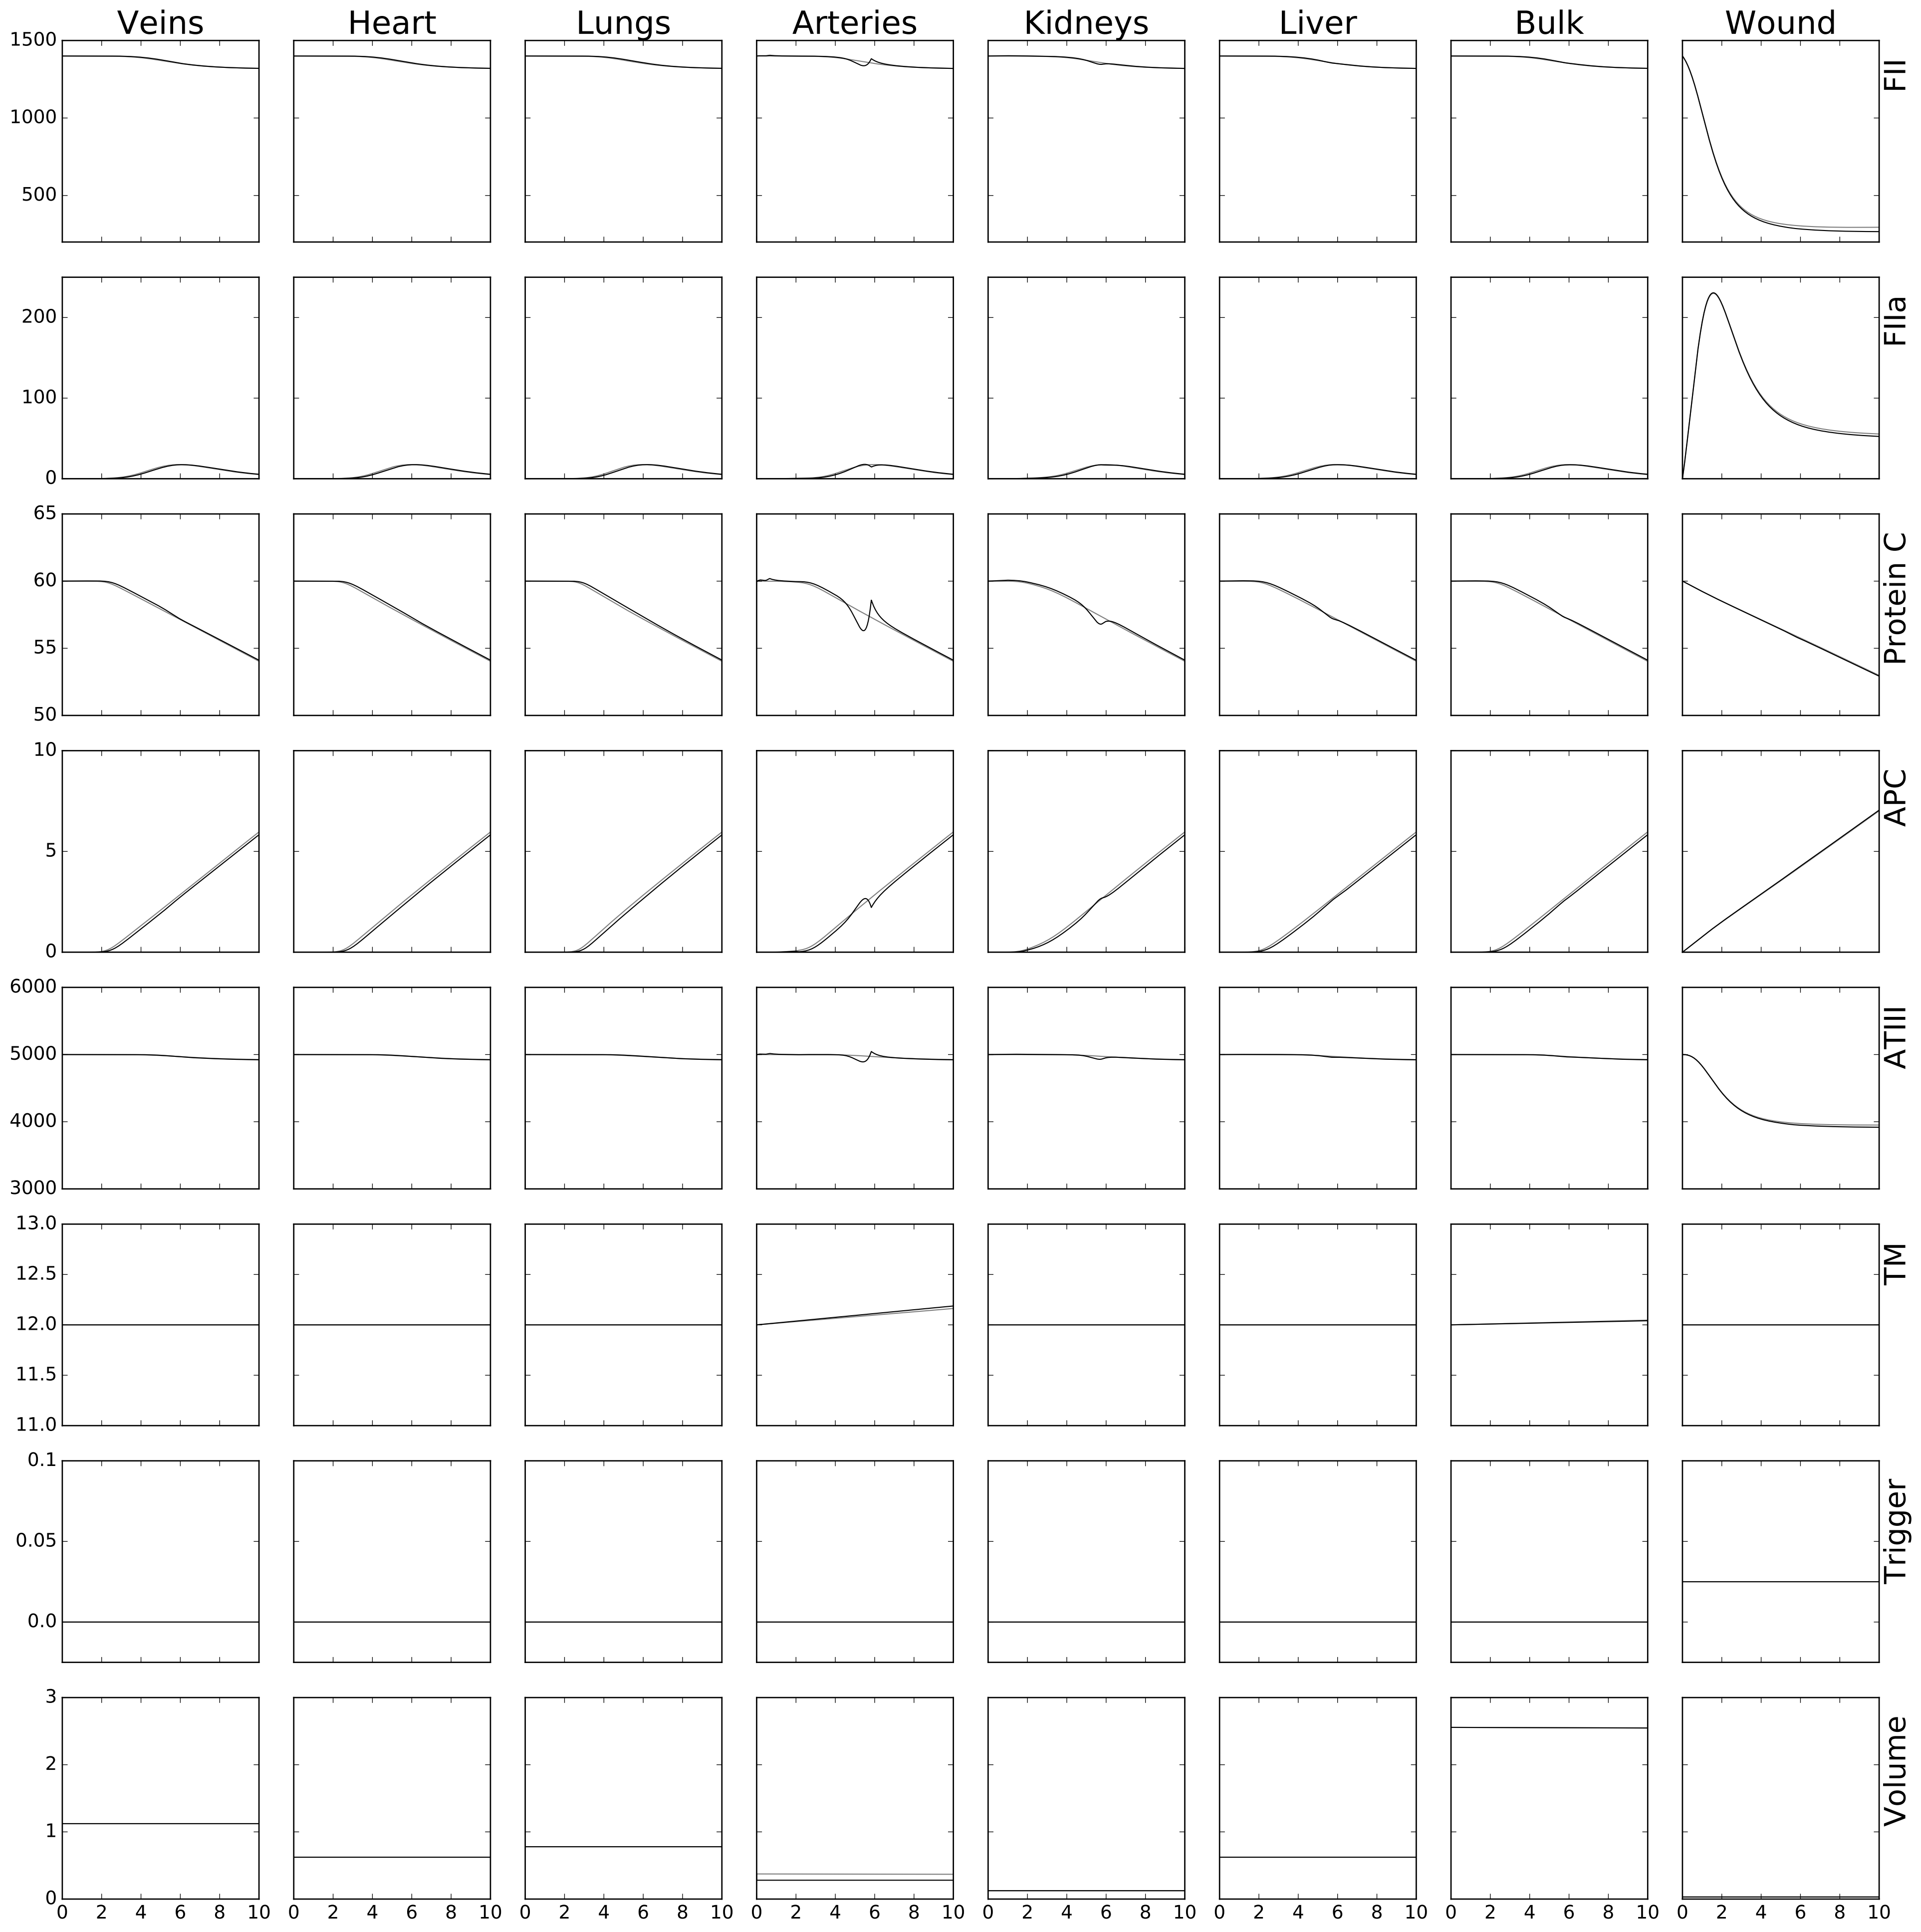 Veins Heart Lungs Arteries Kidneys Liver Bulk Wound
1500
1000
500
FII
200
100
0
FIIa
65
60
55
50
Protein C
10
5
0
APC
6000
5000
4000
3000
ATIII
13.0
12.5
12.0
11.5
11.0
TM
0.1
0.05
0.0
Trigger
3
2
1
0
Volume
0 2 4 6 8 10 0 2 4 6 8 10 0 2 4 6 8 10 0 2 4 6 8 10 0 2 4 6 8 10 0 2 4 6 8 10 0 2 4 6 8 10 0 2 4 6 8 10